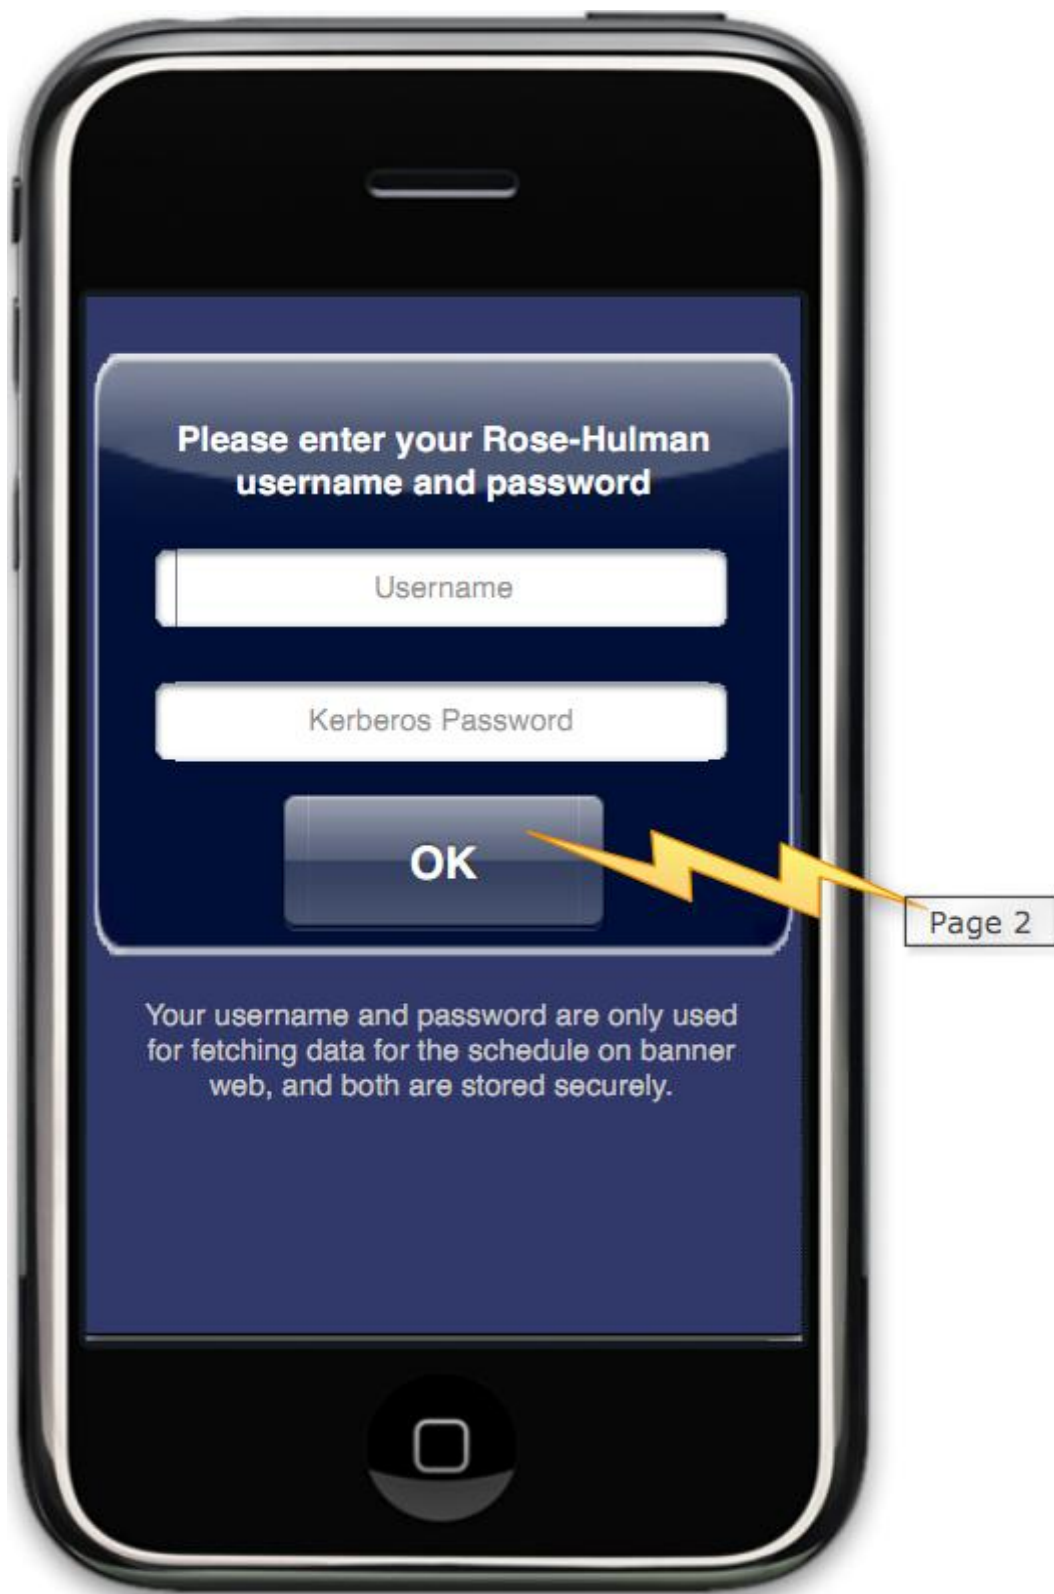 Please enter your Rose-Hulman
username and password
Username
Kerberos Password
OK
Page 2
Your username and password are only used
for fetching data for the schedule on banner
web, and both are stored securely.